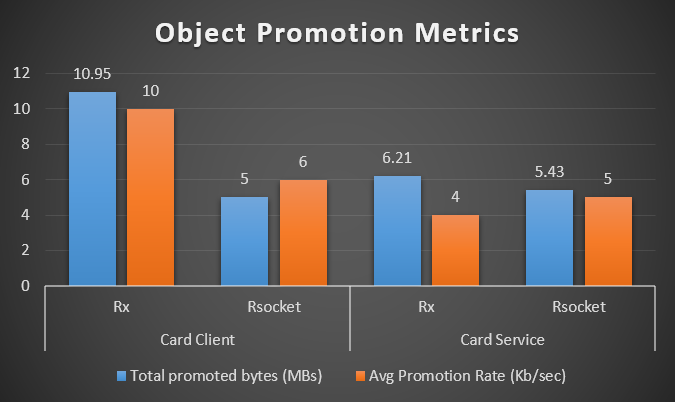 Object Promotion Metrics
12
10
8
6
4
2
0
10.95
10
5
6
6.21
4
5.43
5
Rx
Rsocket
Rx
Rsocket
Card Client
Card Service
Total promoted bytes (MBs)
Avg Promotion Rate (Kb/sec)